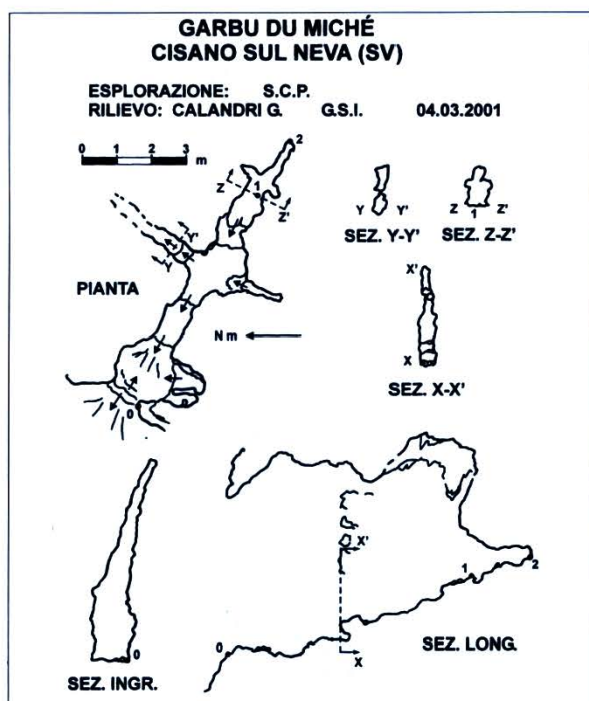 GARBU DU MICHÉ
CISANO SUL NEVA (SV)
ESPLORAZIONE: S.C.P.
RILIEVO: CALANDRI G. G.S.I. 04.03.2001
0 1 2 3 m
2
Z 1 Z'
Y Y'
PIANTA
N m
0
Y Y'
SEZ. Y-Y'
Z 1 Z'
SEZ. Z-Z'
X'
X
SEZ. X-X'
0
SEZ. INGR.
X'
1
2
0
X
SEZ. LONG.